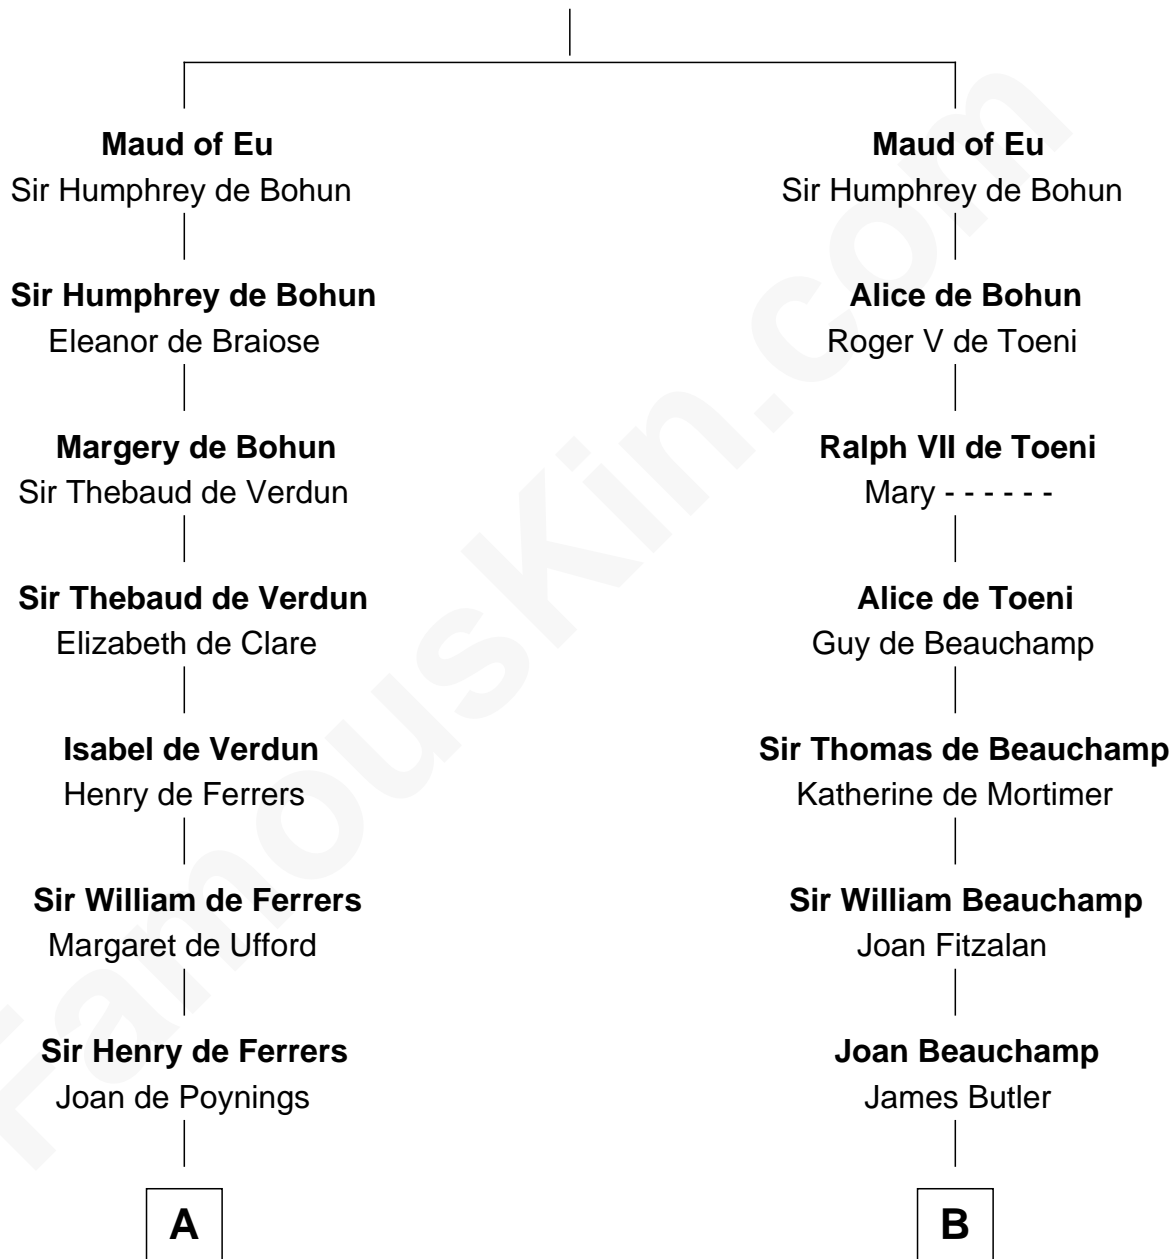 Maud of Eu
Sir Humphrey de Bohun
Sir Humphrey de Bohun
Eleanor de Braiose
Margery de Bohun
Sir Thebaud de Verdun
Sir Thebaud de Verdun
Elizabeth de Clare
Isabel de Verdun
Henry de Ferrers
Sir William de Ferrers
Margaret de Ufford
Sir Henry de Ferrers
Joan de Poynings
A
Maud of Eu
Sir Humphrey de Bohun
Alice de Bohun
Roger V de Toeni
Ralph VII de Toeni
Mary - - - - - -
Alice de Toeni
Guy de Beauchamp
Sir Thomas de Beauchamp
Katherine de Mortimer
Sir William Beauchamp
Joan Fitzalan
Joan Beauchamp
James Butler
B
FamousKin.com